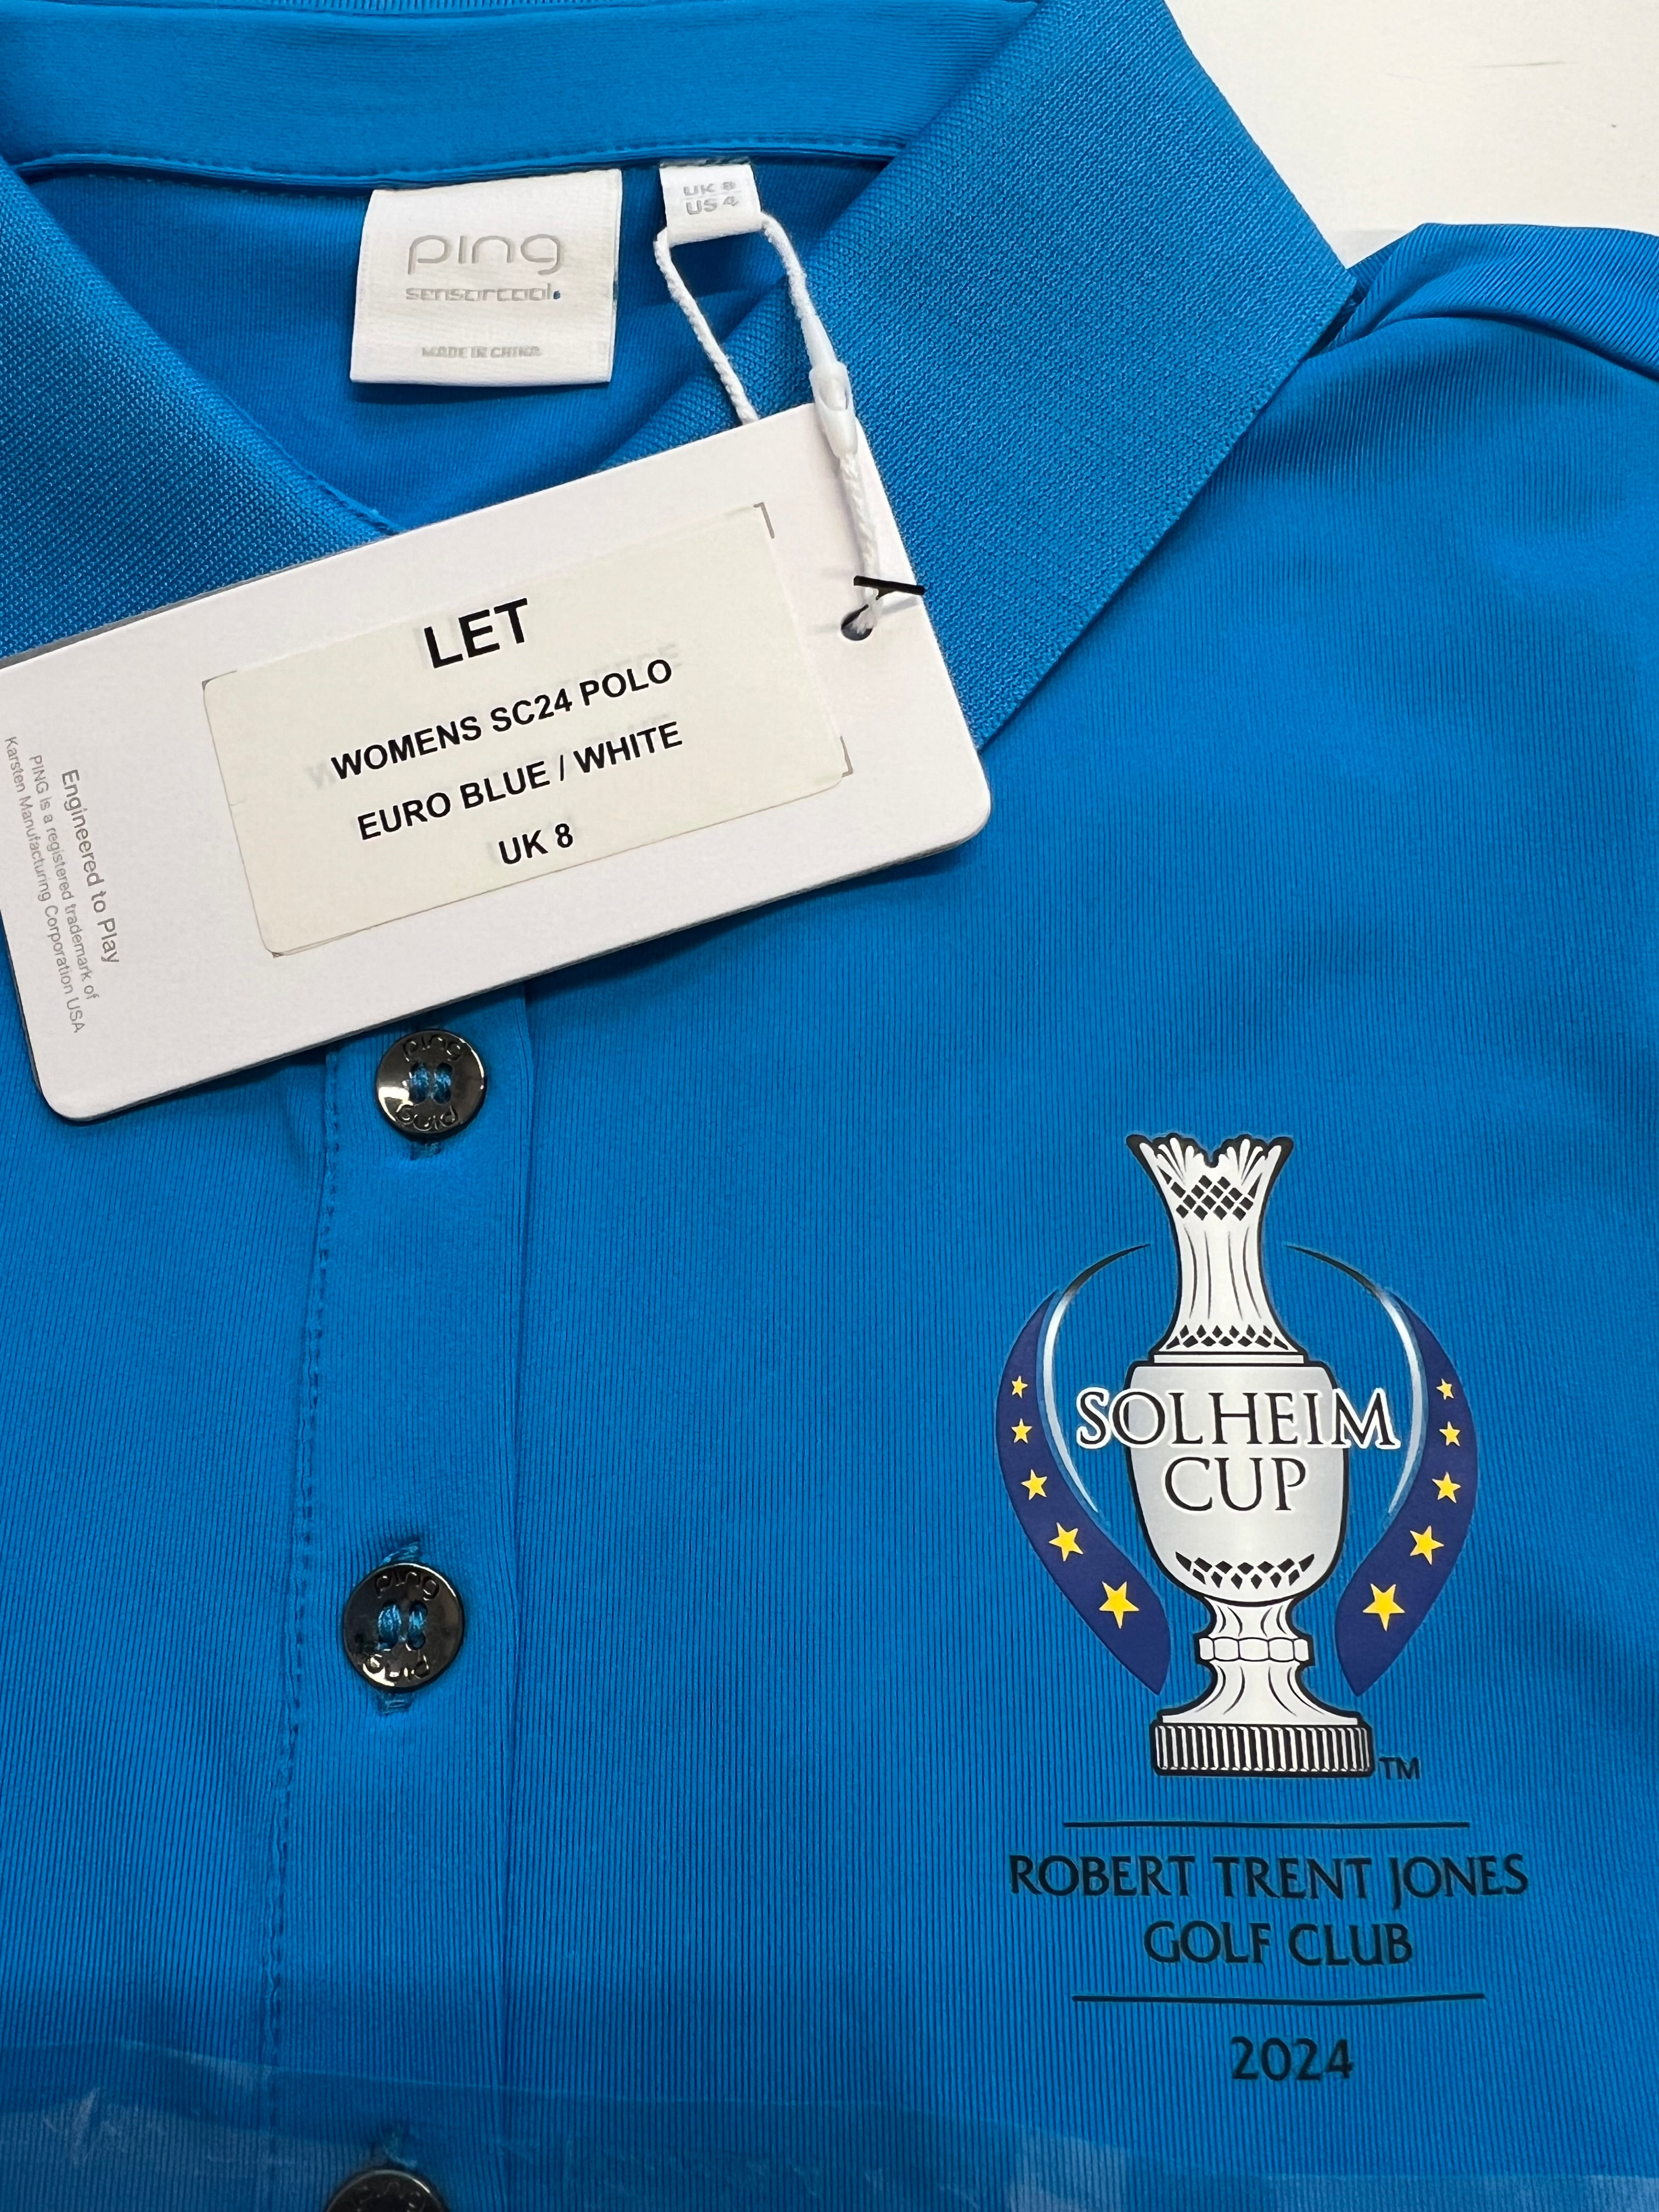 ping
sensorcool
MADE IN CHINA
UK 8
US 4
LET
WOMENS SC24 POLO
EURO BLUE / WHITE
UK 8
Engineered to Play
PING is a registered trademark of
Karsten Manufacturing Corporation USA
ping
ping
ping
ping
SOLHEIM
CUP
TM
ROBERT TRENT JONES
GOLF CLUB
2024